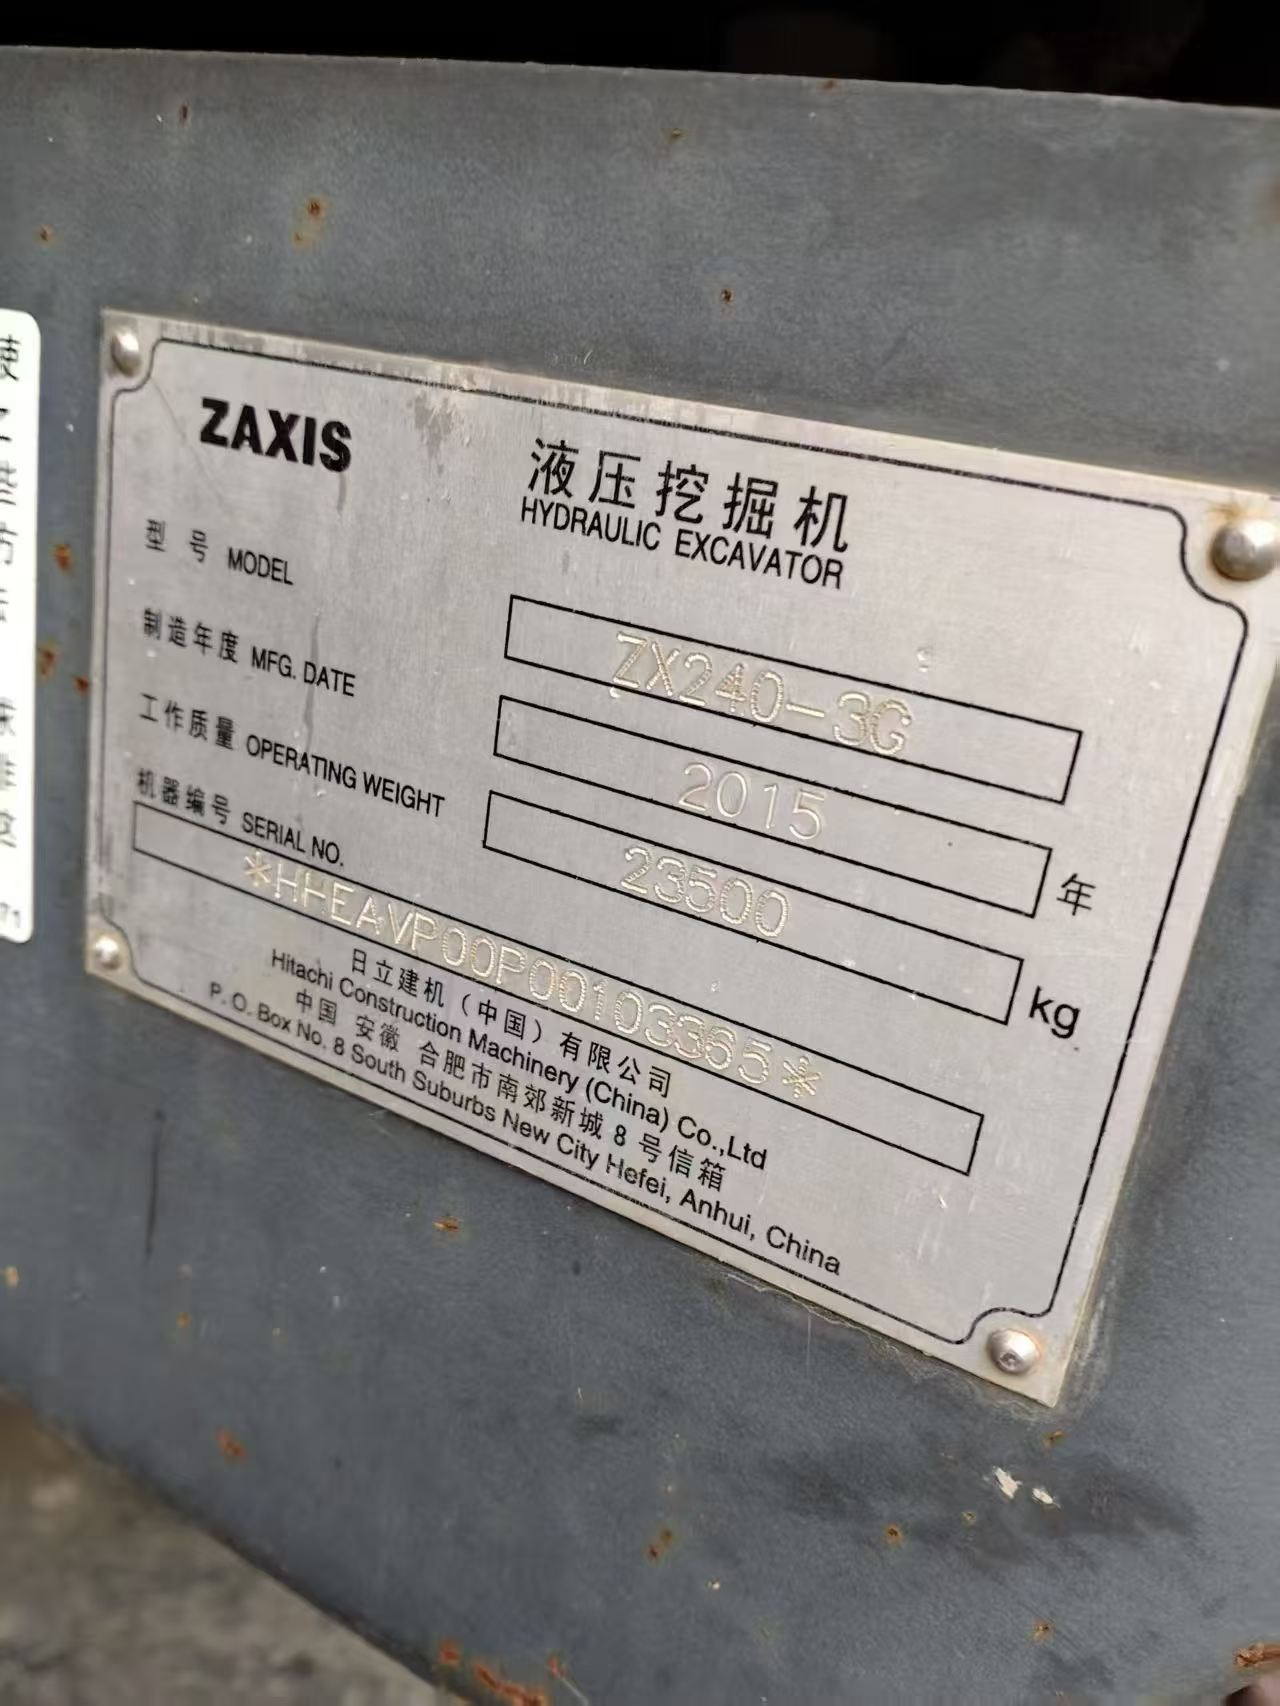 ZAXIS
液压挖掘机
HYDRAULIC EXCAVATOR
型 号 MODEL ZX240-3G
制造年度 MFG. DATE 2015 年
工作质量 OPERATING WEIGHT 23500 kg
机器编号 SERIAL NO.
*HHEAVP00P00103365*
日立建机（中国）有限公司
Hitachi Construction Machinery (China) Co.,Ltd
中国 安徽 合肥市南郊新城 8 号信箱
P. O. Box No. 8 South Suburbs New City Hefei, Anhui, China
71